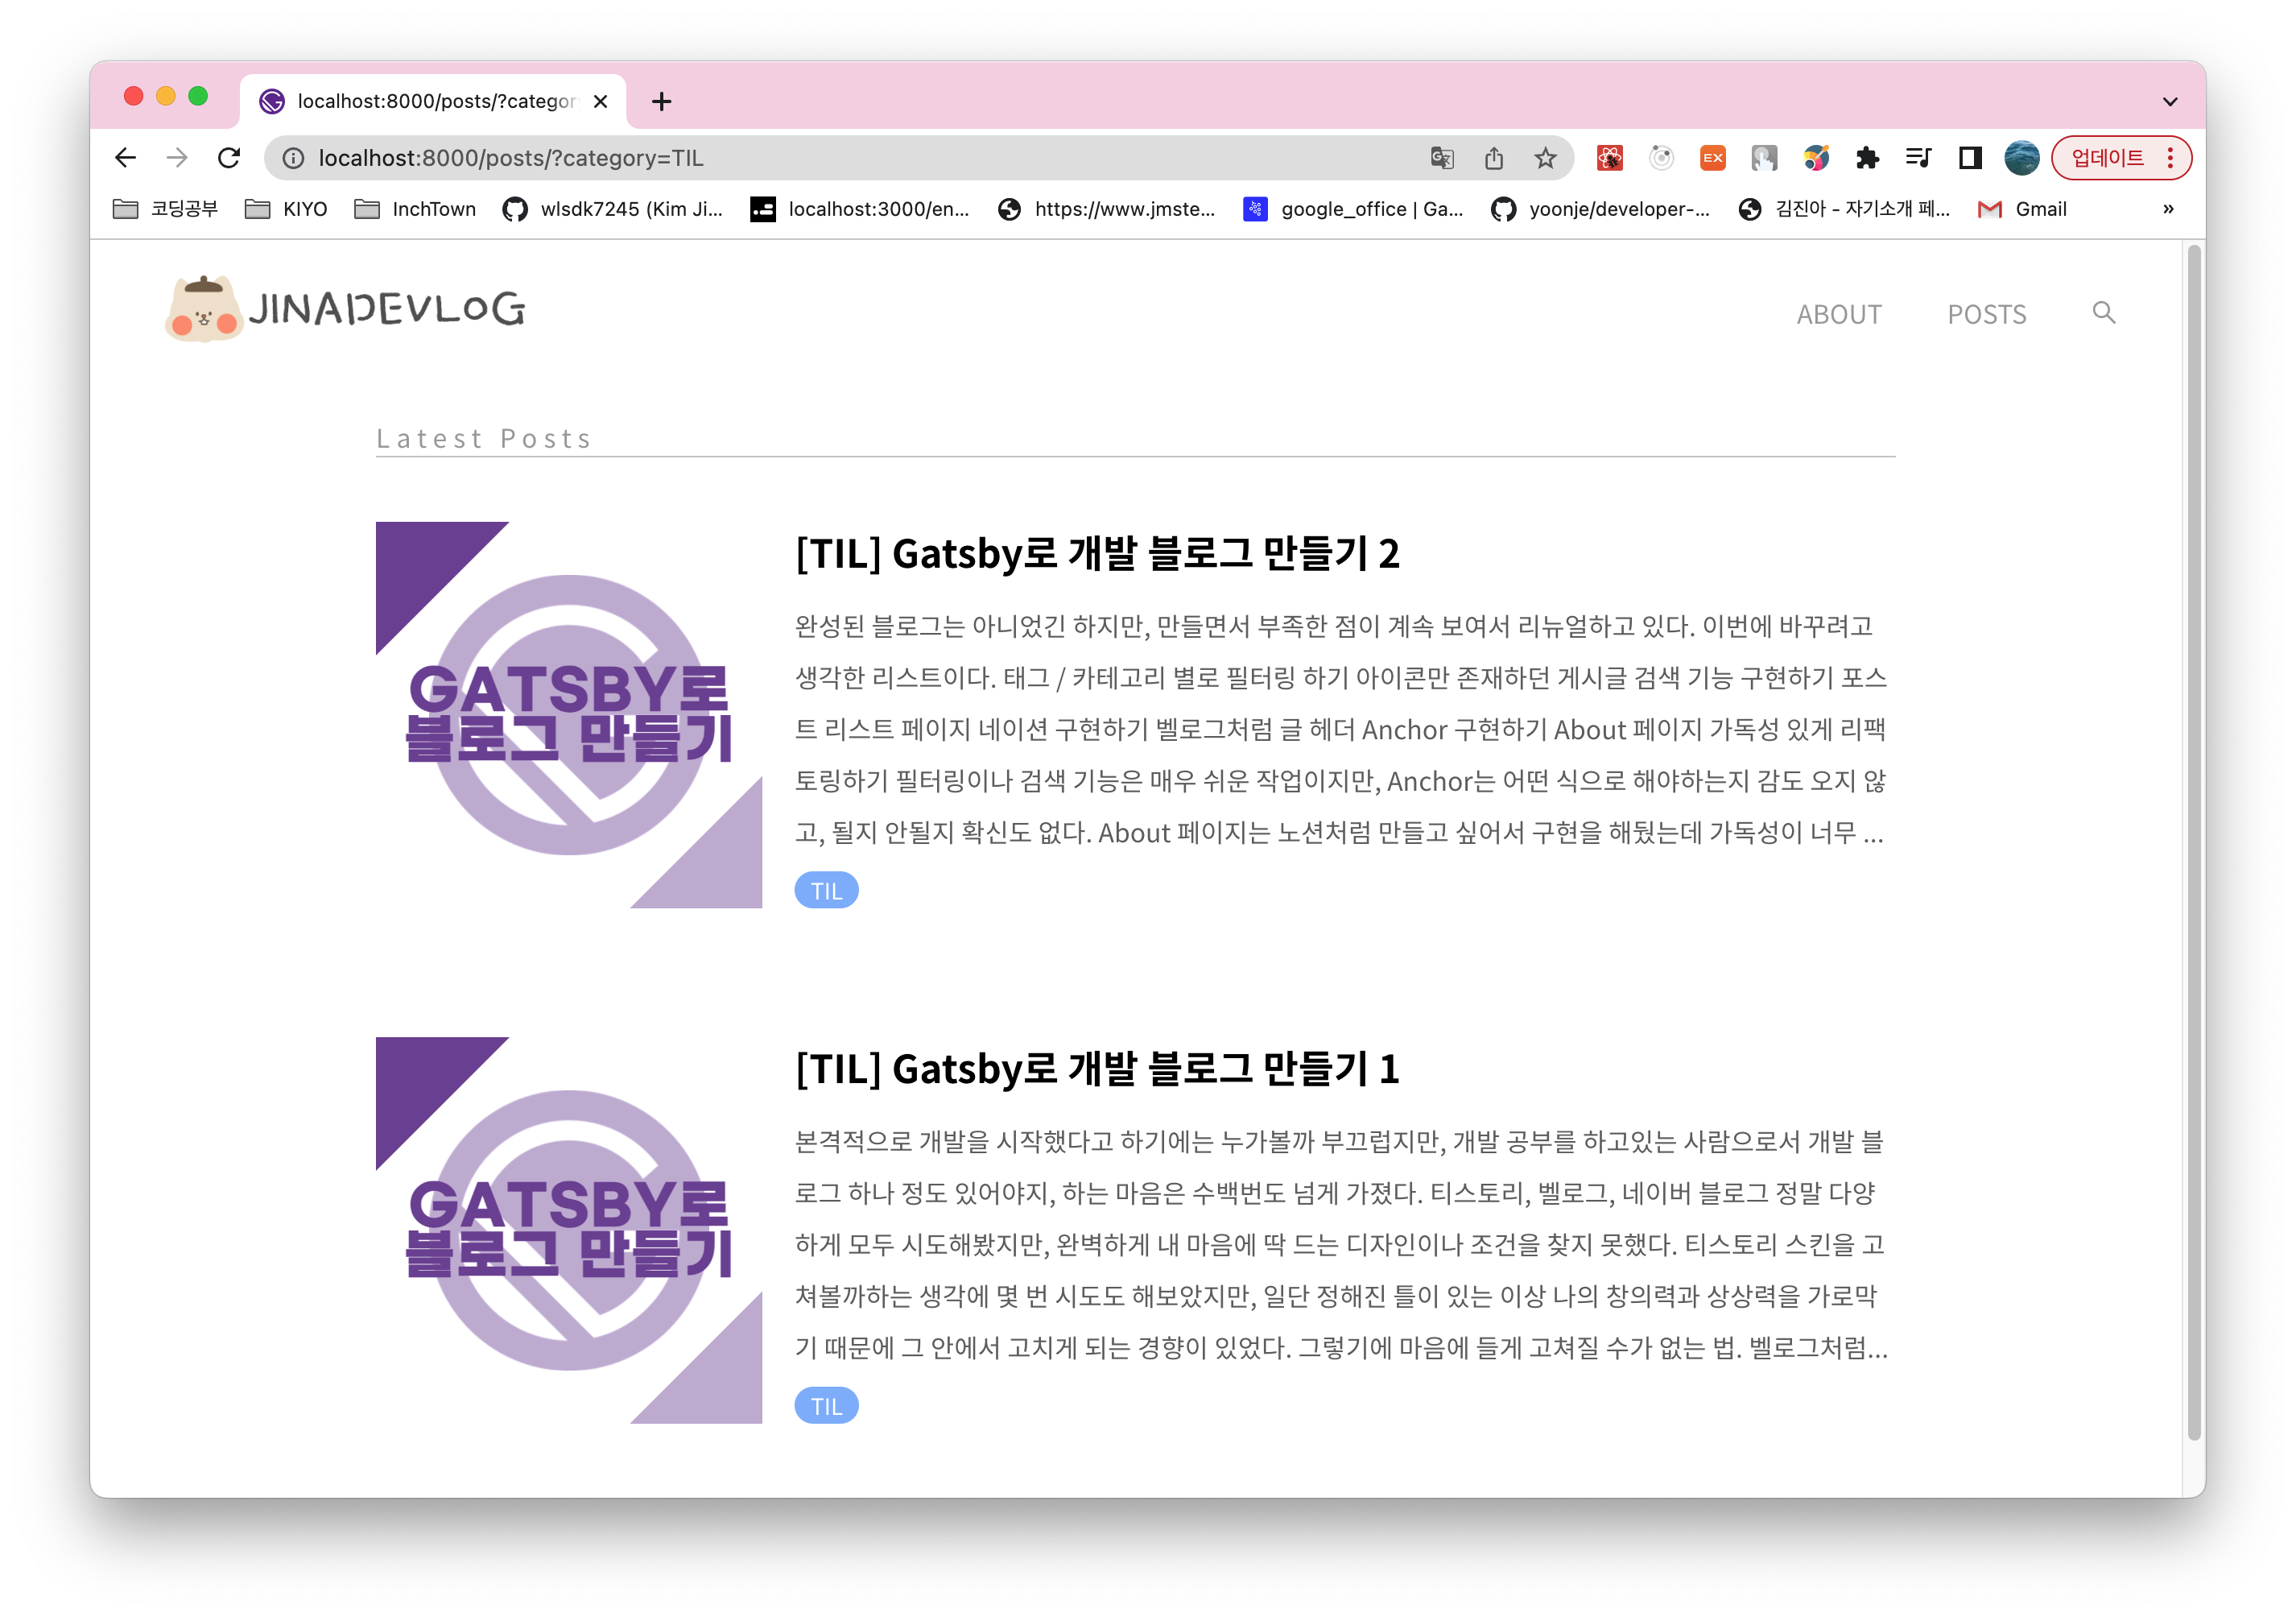 localhost:8000/posts/?categor
localhost:8000/posts/?category=TIL
EX
업데이트
코딩공부
KIYO
InchTown
wlsdk7245 (Kim Ji...
localhost:3000/en...
https://www.jmste...
google_office | Ga...
yoonje/developer-...
김진아 - 자기소개 페...
Gmail
»
JINADEVLOG
ABOUT
POSTS
Latest Posts
GATSBY로
블로그 만들기
[TIL] Gatsby로 개발 블로그 만들기 2
완성된 블로그는 아니었긴 하지만, 만들면서 부족한 점이 계속 보여서 리뉴얼하고 있다. 이번에 바꾸려고
생각한 리스트이다. 태그 / 카테고리 별로 필터링 하기 아이콘만 존재하던 게시글 검색 기능 구현하기 포스
트 리스트 페이지 네이션 구현하기 벨로그처럼 글 헤더 Anchor 구현하기 About 페이지 가독성 있게 리팩
토링하기 필터링이나 검색 기능은 매우 쉬운 작업이지만, Anchor는 어떤 식으로 해야하는지 감도 오지 않
고, 될지 안될지 확신도 없다. About 페이지는 노션처럼 만들고 싶어서 구현을 해뒀는데 가독성이 너무 ...
TIL
GATSBY로
블로그 만들기
[TIL] Gatsby로 개발 블로그 만들기 1
본격적으로 개발을 시작했다고 하기에는 누가볼까 부끄럽지만, 개발 공부를 하고있는 사람으로서 개발 블
로그 하나 정도 있어야지, 하는 마음은 수백번도 넘게 가졌다. 티스토리, 벨로그, 네이버 블로그 정말 다양
하게 모두 시도해봤지만, 완벽하게 내 마음에 딱 드는 디자인이나 조건을 찾지 못했다. 티스토리 스킨을 고
쳐볼까하는 생각에 몇 번 시도도 해보았지만, 일단 정해진 틀이 있는 이상 나의 창의력과 상상력을 가로막
기 때문에 그 안에서 고치게 되는 경향이 있었다. 그렇기에 마음에 들게 고쳐질 수가 없는 법. 벨로그처럼...
TIL